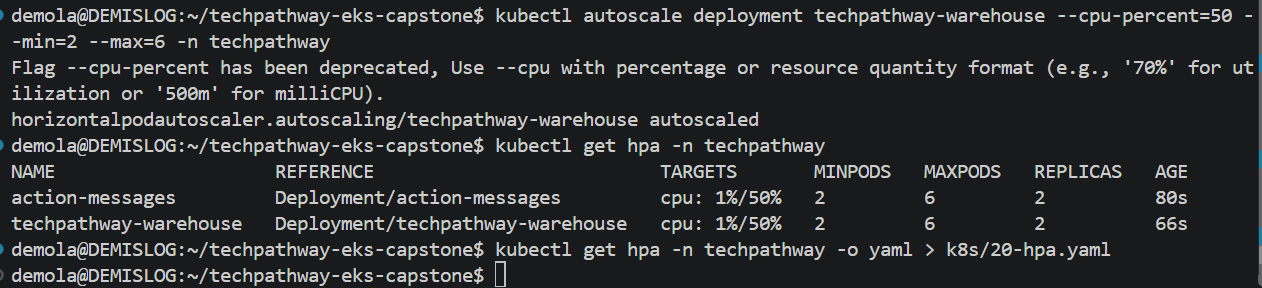 demola@DEMISLOG:~/techpathway-eks-capstone$ kubectl autoscale deployment techpathway-warehouse --cpu-percent=50 -
-min=2 --max=6 -n techpathway
Flag --cpu-percent has been deprecated, Use --cpu with percentage or resource quantity format (e.g., '70%' for ut
ilization or '500m' for milliCPU).
horizontalpodautoscaler.autoscaling/techpathway-warehouse autoscaled
demola@DEMISLOG:~/techpathway-eks-capstone$ kubectl get hpa -n techpathway
NAME                    REFERENCE                          TARGETS       MINPODS   MAXPODS   REPLICAS   AGE
action-messages         Deployment/action-messages         cpu: 1%/50%   2         6         2          80s
techpathway-warehouse   Deployment/techpathway-warehouse   cpu: 1%/50%   2         6         2          66s
demola@DEMISLOG:~/techpathway-eks-capstone$ kubectl get hpa -n techpathway -o yaml > k8s/20-hpa.yaml
demola@DEMISLOG:~/techpathway-eks-capstone$